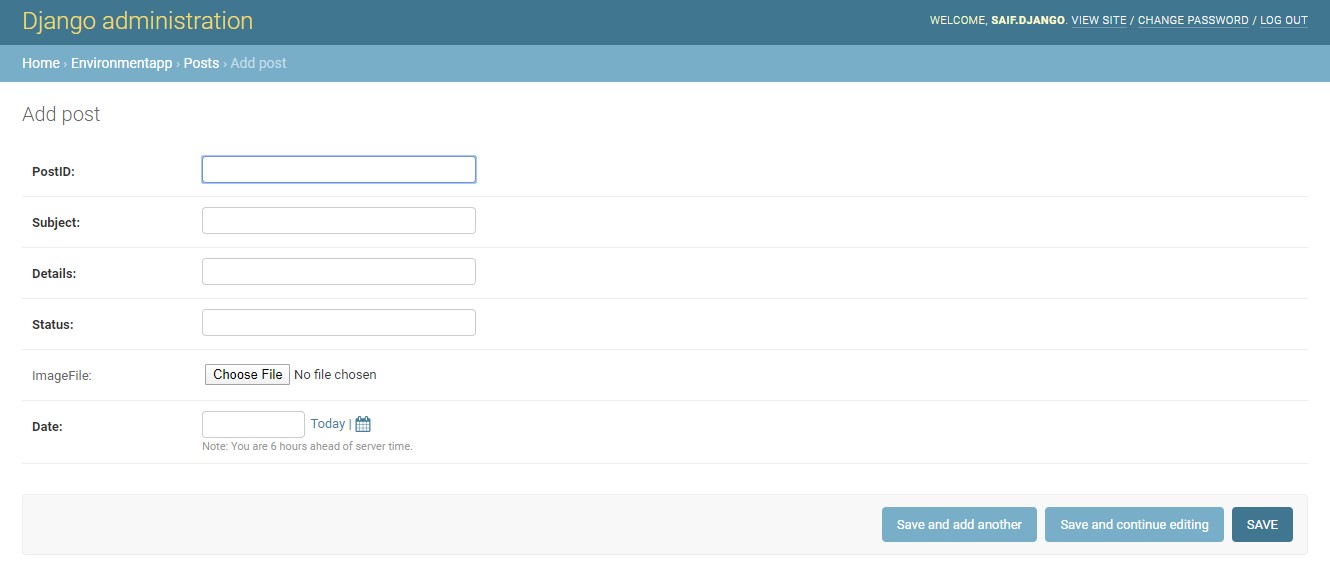 Django administration
WELCOME, SAIF.DJANGO. VIEW SITE / CHANGE PASSWORD / LOG OUT
Home › Environmentapp › Posts › Add post
Add post
PostID:
Subject:
Details:
Status:
ImageFile: Choose File No file chosen
Date: Today |
Note: You are 6 hours ahead of server time.
Save and add another Save and continue editing SAVE